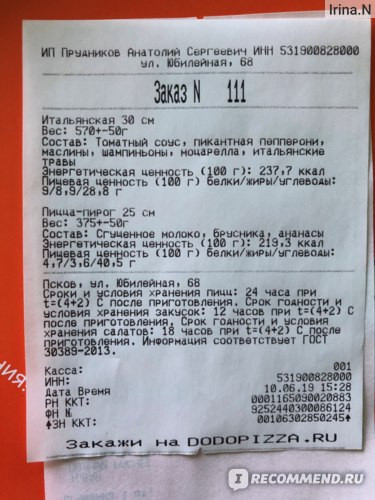 Irina.N
ИП Прудников Анатолий Сергеевич ИНН 531900828000
ул. Юбилейная, 68
Заказ N 111
Итальянская 30 см
Вес: 570+-50г
Состав: Томатный соус, пикантная пепперони,
маслины, шампиньоны, моцарелла, итальянские
травы
Энергетическая ценность (100 г): 237,7 ккал
Пищевая ценность (100 г) белки/жиры/углеводы:
9/8,9/28,8 г
Пицца-пирог 25 см
Вес: 375+-50г
Состав: Сгущенное молоко, брусника, ананасы
Энергетическая ценность (100 г): 219,3 ккал
Пищевая ценность (100 г) белки/жиры/углеводы:
4,7/3,6/40,5 г
Псков, ул. Юбилейная, 68
Сроки и условия хранения пицц: 24 часа при
t=(4+2) С после приготовления. Срок годности и
условия хранения закусок: 12 часов при t=(4+2) С
после приготовления. Срок годности и условия
хранения салатов: 18 часов при t=(4+2) С после
приготовления. Информация соответствует ГОСТ
30389-2013.
Касса: 001
ИНН: 531900828000
Дата Время 10.06.19 15:28
РН ККТ: 0001165090020883
ФН № 9252440300086124
ЗН ККТ: 00106302850245
Закажи на DODOPIZZA.RU
IRECOMMEND.RU